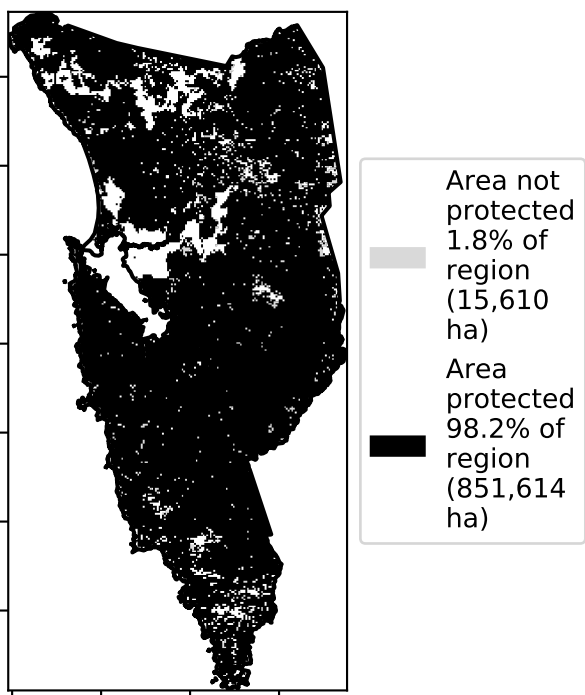 Area not
protected
1.8% of
region
(15,610
ha)
Area
protected
98.2% of
region
(851,614
ha)